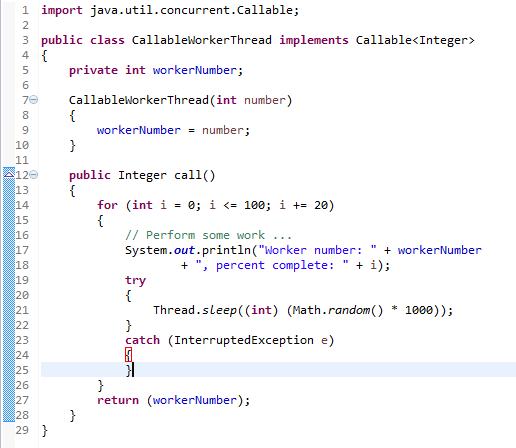 1 import java.util.concurrent.Callable;
2
3 public class CallableWorkerThread implements Callable<Integer>
4 {
5     private int workerNumber;
6
7     CallableWorkerThread(int number)
8     {
9         workerNumber = number;
10     }
11
12     public Integer call()
13     {
14         for (int i = 0; i <= 100; i += 20)
15         {
16             // Perform some work ...
17             System.out.println("Worker number: " + workerNumber
18                     + ", percent complete: " + i);
19             try
20             {
21                 Thread.sleep((int) (Math.random() * 1000));
22             }
23             catch (InterruptedException e)
24             {
25             }
26         }
27         return (workerNumber);
28     }
29 }